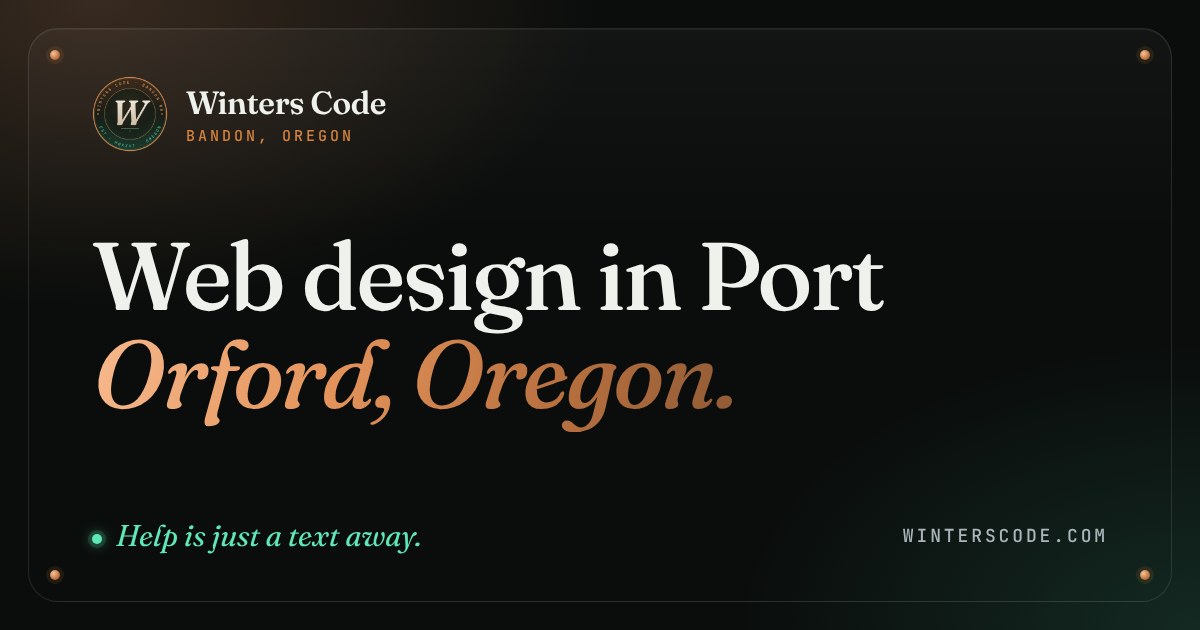 W
Winters Code
BANDON, OREGON
Web design in Port
Orford, Oregon.
Help is just a text away.
WINTERSCODE.COM